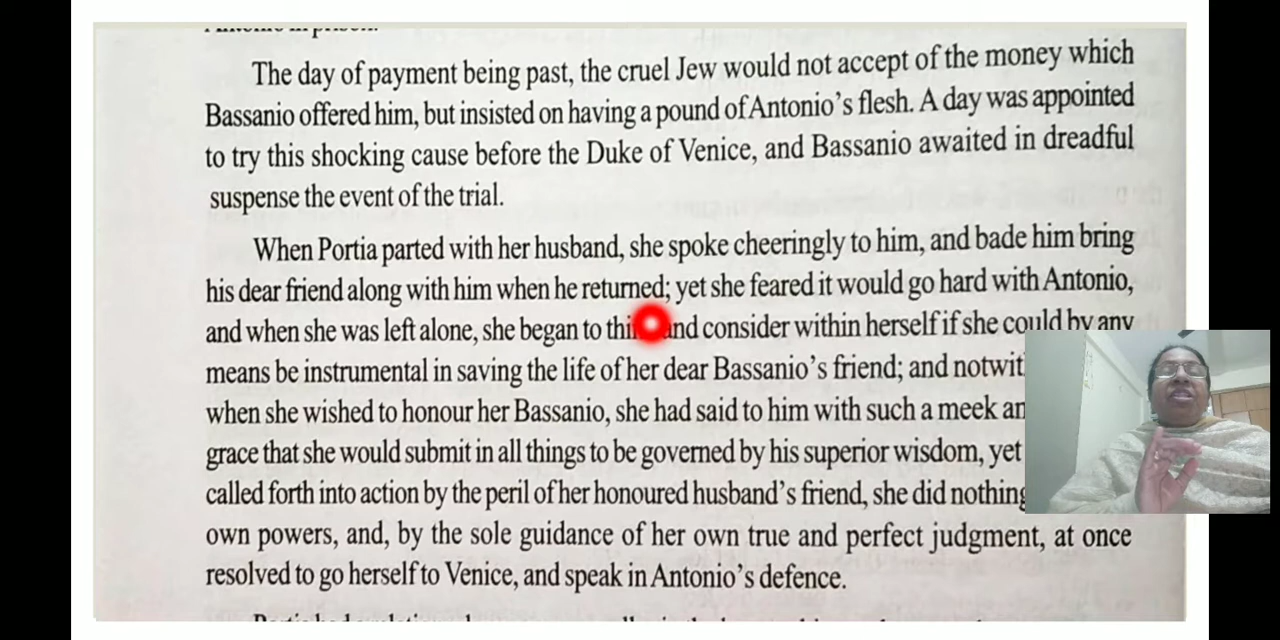 The day of payment being past, the cruel Jew would not accept of the money which
Bassanio offered him, but insisted on having a pound of Antonio's flesh. A day was appointed
to try this shocking cause before the Duke of Venice, and Bassanio awaited in dreadful
suspense the event of the trial.
When Portia parted with her husband, she spoke cheeringly to him, and bade him bring
his dear friend along with him when he returned; yet she feared it would go hard with Antonio,
and when she was left alone, she began to and consider within herself if she could by any
means be instrumental in saving the life of her dear Bassanio's friend; and
when she wished to honour her Bassanio, she had said to him with such a meek
grace that she would submit in all things to be governed by his superior wisdom, yet
called forth into action by the peril of her honoured husband's friend, she did nothing
own powers, and, by the sole guidance of her own true and perfect judgment, at once
resolved to go herself to Venice, and speak in Antonio's defence.